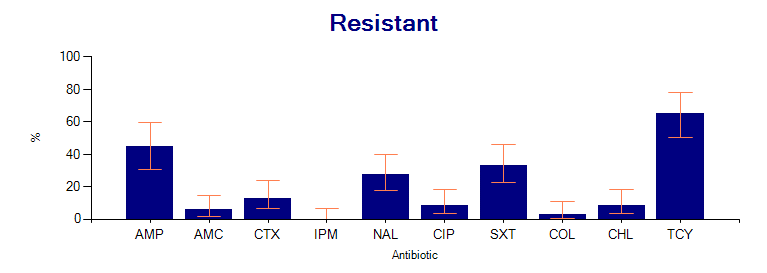 Resistant
100
80
60
40
20
0
%
AMP AMC CTX IPM NAL CIP SXT COL CHL TCY
Antibiotic